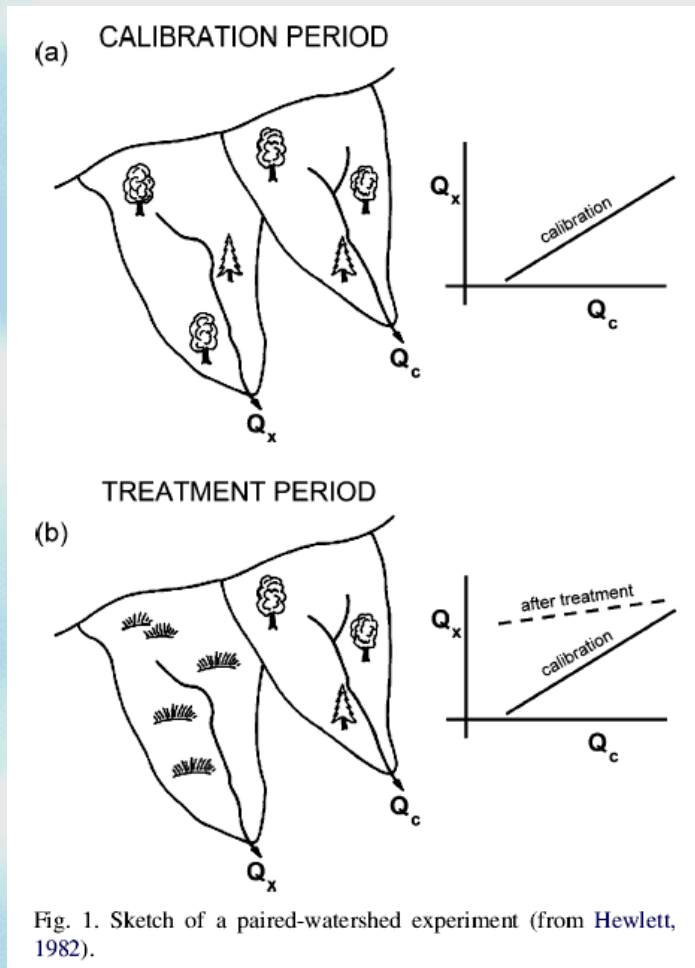 CALIBRATION PERIOD
(a)
Qx
calibration
Qc
Qc
Qx
TREATMENT PERIOD
(b)
after treatment
Qx
calibration
Qc
Qc
Qx
Fig. 1. Sketch of a paired-watershed experiment (from Hewlett,
1982).